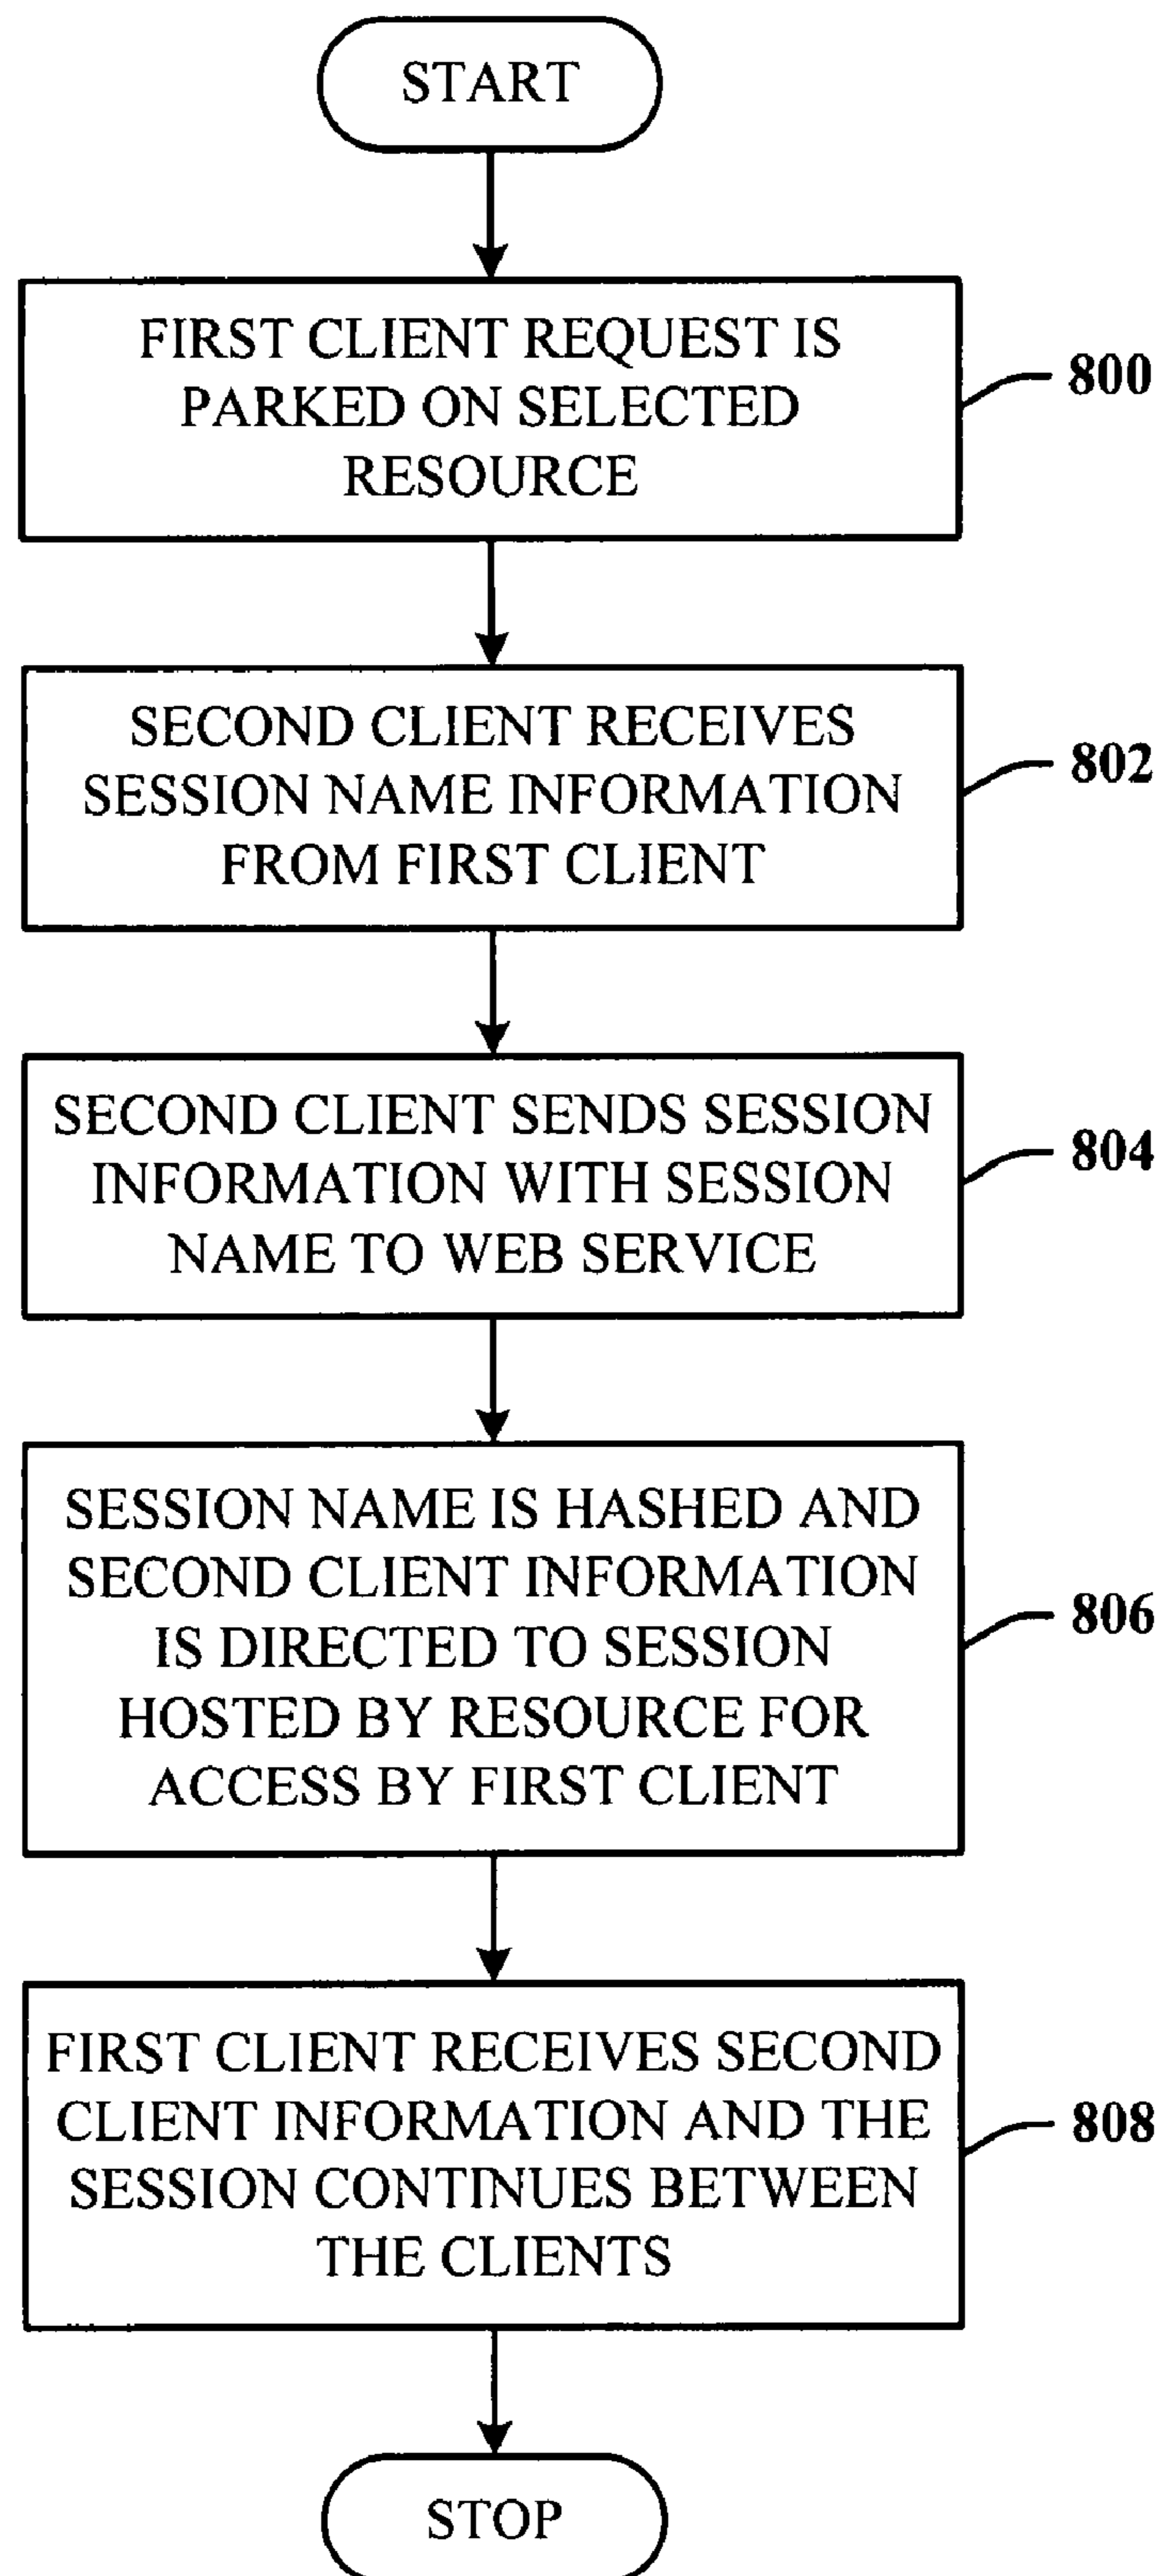 START
FIRST CLIENT REQUEST IS
PARKED ON SELECTED
RESOURCE
800
SECOND CLIENT RECEIVES
SESSION NAME INFORMATION
FROM FIRST CLIENT
802
SECOND CLIENT SENDS SESSION
INFORMATION WITH SESSION
NAME TO WEB SERVICE
804
SESSION NAME IS HASHED AND
SECOND CLIENT INFORMATION
IS DIRECTED TO SESSION
HOSTED BY RESOURCE FOR
ACCESS BY FIRST CLIENT
806
FIRST CLIENT RECEIVES SECOND
CLIENT INFORMATION AND THE
SESSION CONTINUES BETWEEN
THE CLIENTS
808
STOP